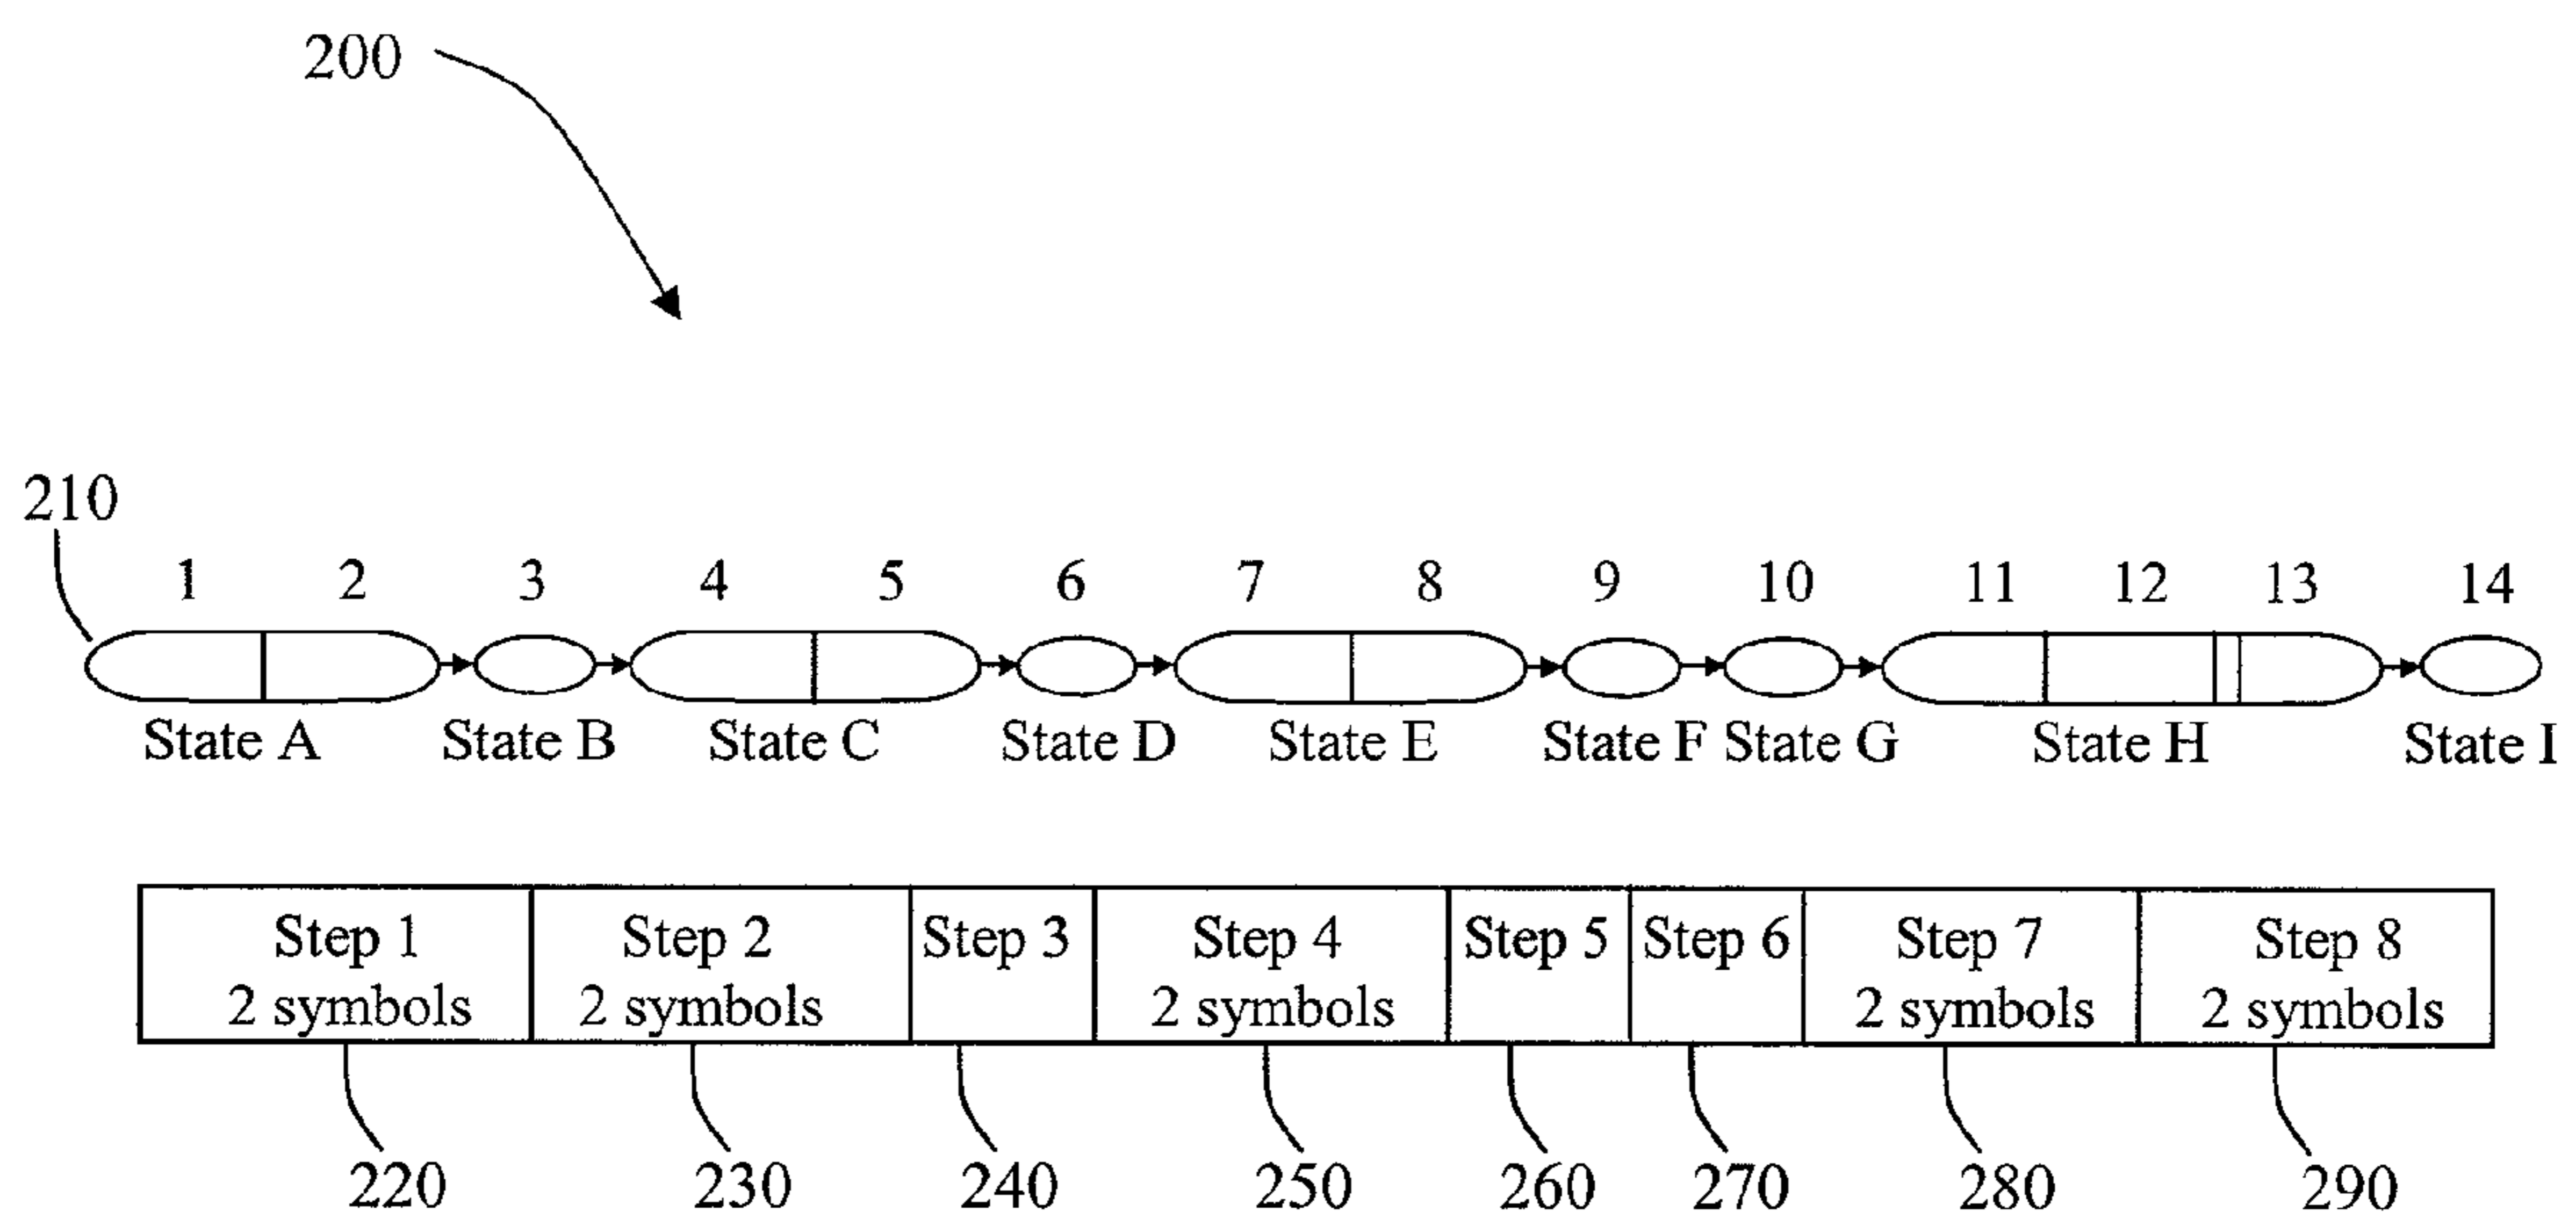 200
210
1 2 3 4 5 6 7 8 9 10 11 12 13 14
State A State B State C State D State E State F State G State H State I
Step 1 Step 2 Step 3 Step 4 Step 5 Step 6 Step 7 Step 8
2 symbols 2 symbols 2 symbols 2 symbols 2 symbols
220 230 240 250 260 270 280 290